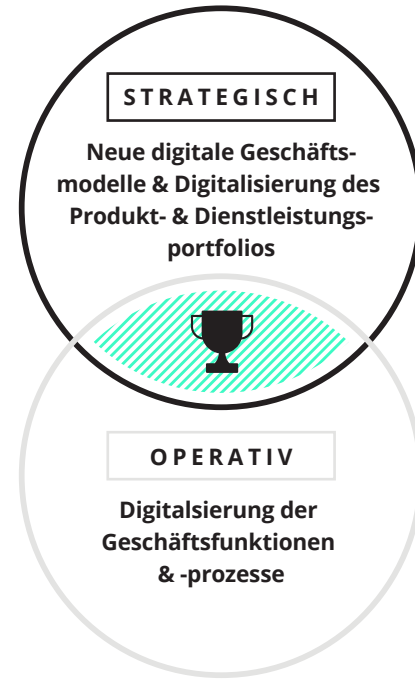 STRATEGISCH
Neue digitale Geschäfts-
modelle & Digitalisierung des
Produkt- & Dienstleistungs-
portfolios
OPERATIV
Digitalsierung der
Geschäftsfunktionen
& -prozesse